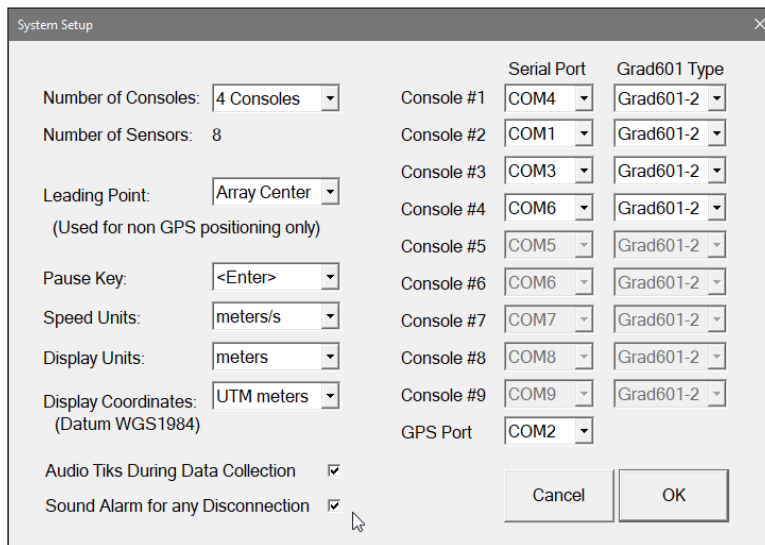 System Setup
Serial Port Grad601 Type
Number of Consoles: 4 Consoles Console #1 COM4 Grad601-2
Number of Sensors: 8 Console #2 COM1 Grad601-2
Console #3 COM3 Grad601-2
Leading Point: Array Center Console #4 COM6 Grad601-2
(Used for non GPS positioning only) Console #5 COM5 Grad601-2
Pause Key: <Enter> Console #6 COM6 Grad601-2
Speed Units: meters/s Console #7 COM7 Grad601-2
Display Units: meters Console #8 COM8 Grad601-2
Display Coordinates: UTM meters Console #9 COM9 Grad601-2
(Datum WGS1984) GPS Port COM2
Audio Tiks During Data Collection
Sound Alarm for any Disconnection Cancel OK